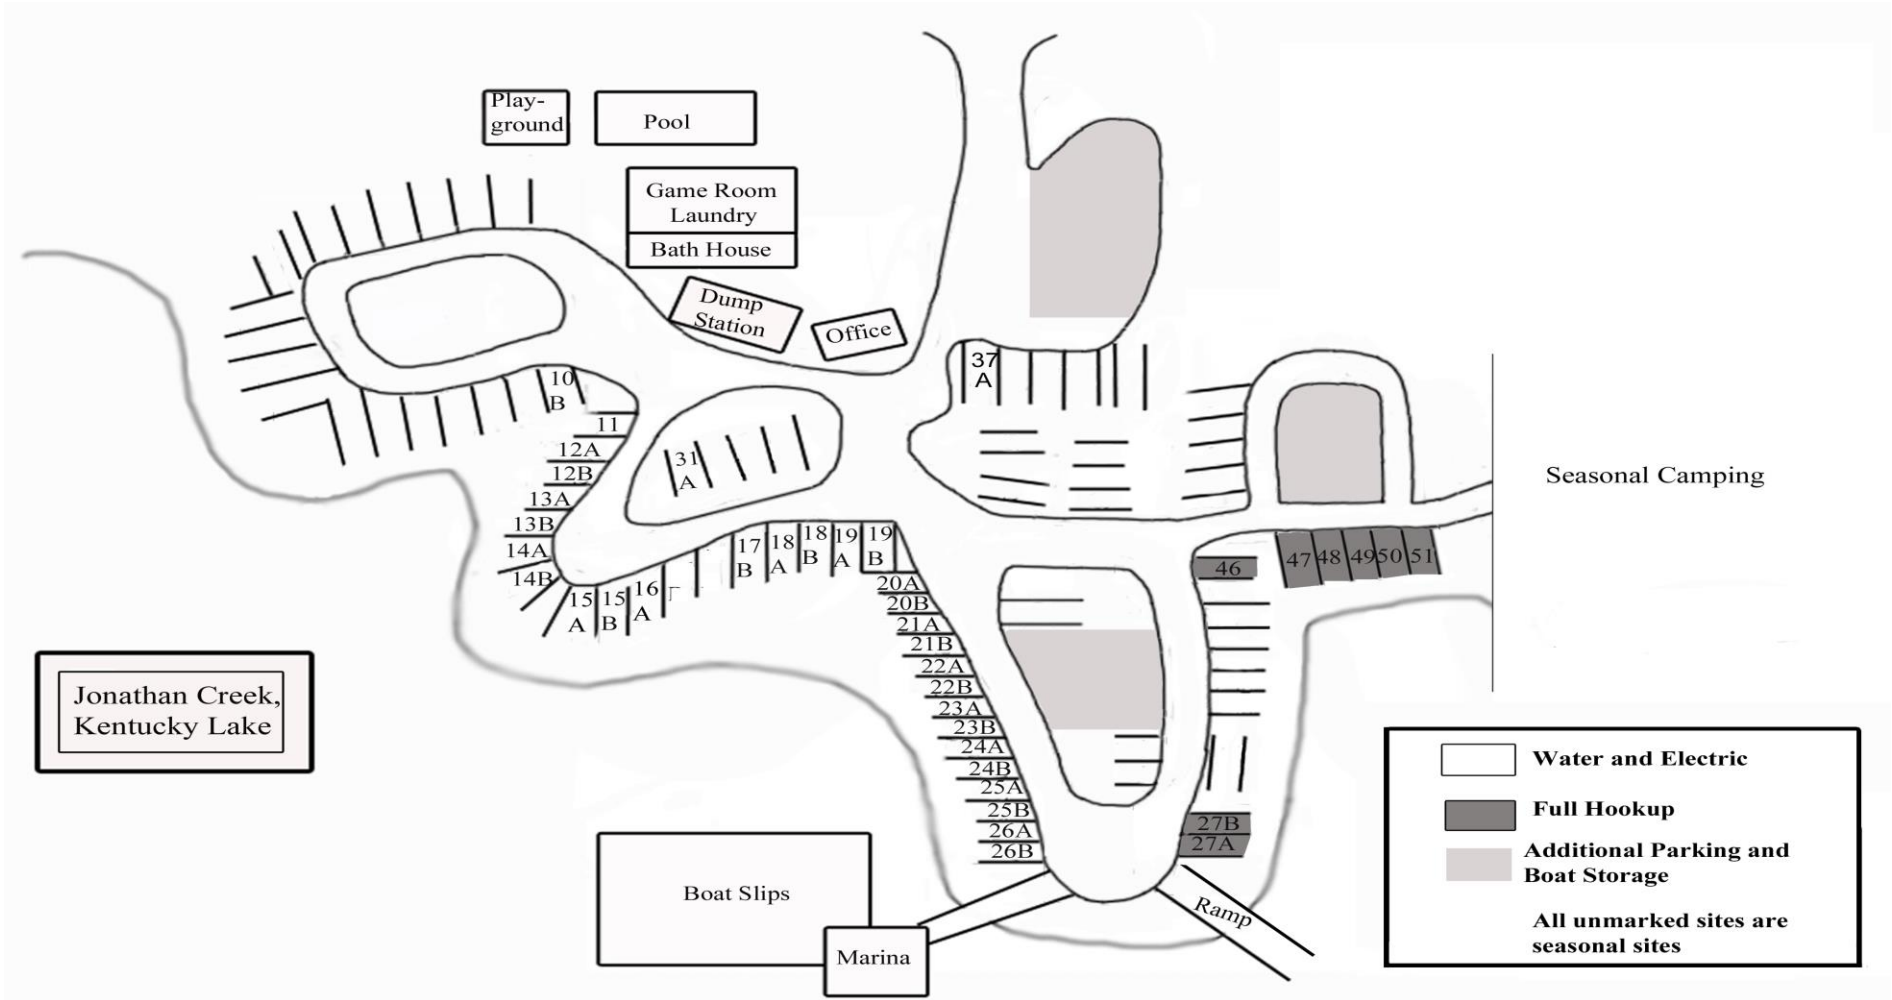 Play-
ground
Pool
Game Room
Laundry
Bath House
Dump
Station
Office
37
A
10
B
11
12A
12B
13A
13B
14A
14B
15
A
15
B
16
A
17
B
18
A
18
B
19
A
19
B
31
A
20A
20B
21A
21B
22A
22B
23A
23B
24A
24B
25A
25B
26A
26B
46
47
48
49
50
51
27B
27A
Seasonal Camping
Jonathan Creek,
Kentucky Lake
Boat Slips
Marina
Ramp
Water and Electric
Full Hookup
Additional Parking and
Boat Storage
All unmarked sites are
seasonal sites